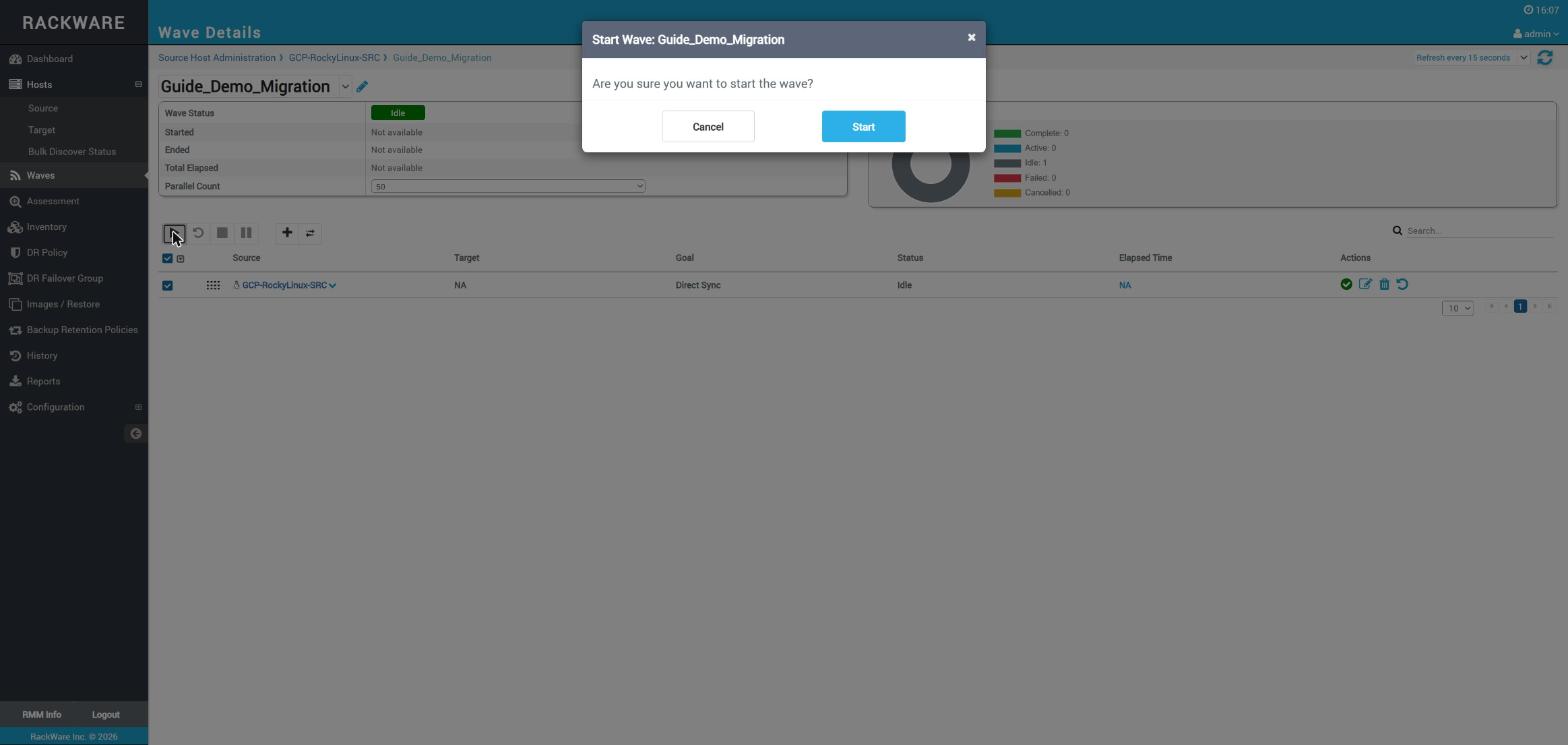 RACKWARE
Wave Details
16:07
admin
Dashboard
Hosts
Source
Target
Bulk Discover Status
Waves
Assessment
Inventory
DR Policy
DR Failover Group
Images / Restore
Backup Retention Policies
History
Reports
Configuration
RMM Info Logout
RackWare Inc. © 2026
Source Host Administration › GCP-RockyLinux-SRC › Guide_Demo_Migration
Refresh every 15 seconds
Guide_Demo_Migration
Wave Status Idle
Started Not available
Ended Not available
Total Elapsed Not available
Parallel Count 50
Complete: 0
Active: 0
Idle: 1
Failed: 0
Cancelled: 0
Start Wave: Guide_Demo_Migration
Are you sure you want to start the wave?
Cancel Start
Search...
Source Target Goal Status Elapsed Time Actions
GCP-RockyLinux-SRC NA Direct Sync Idle NA
10 1